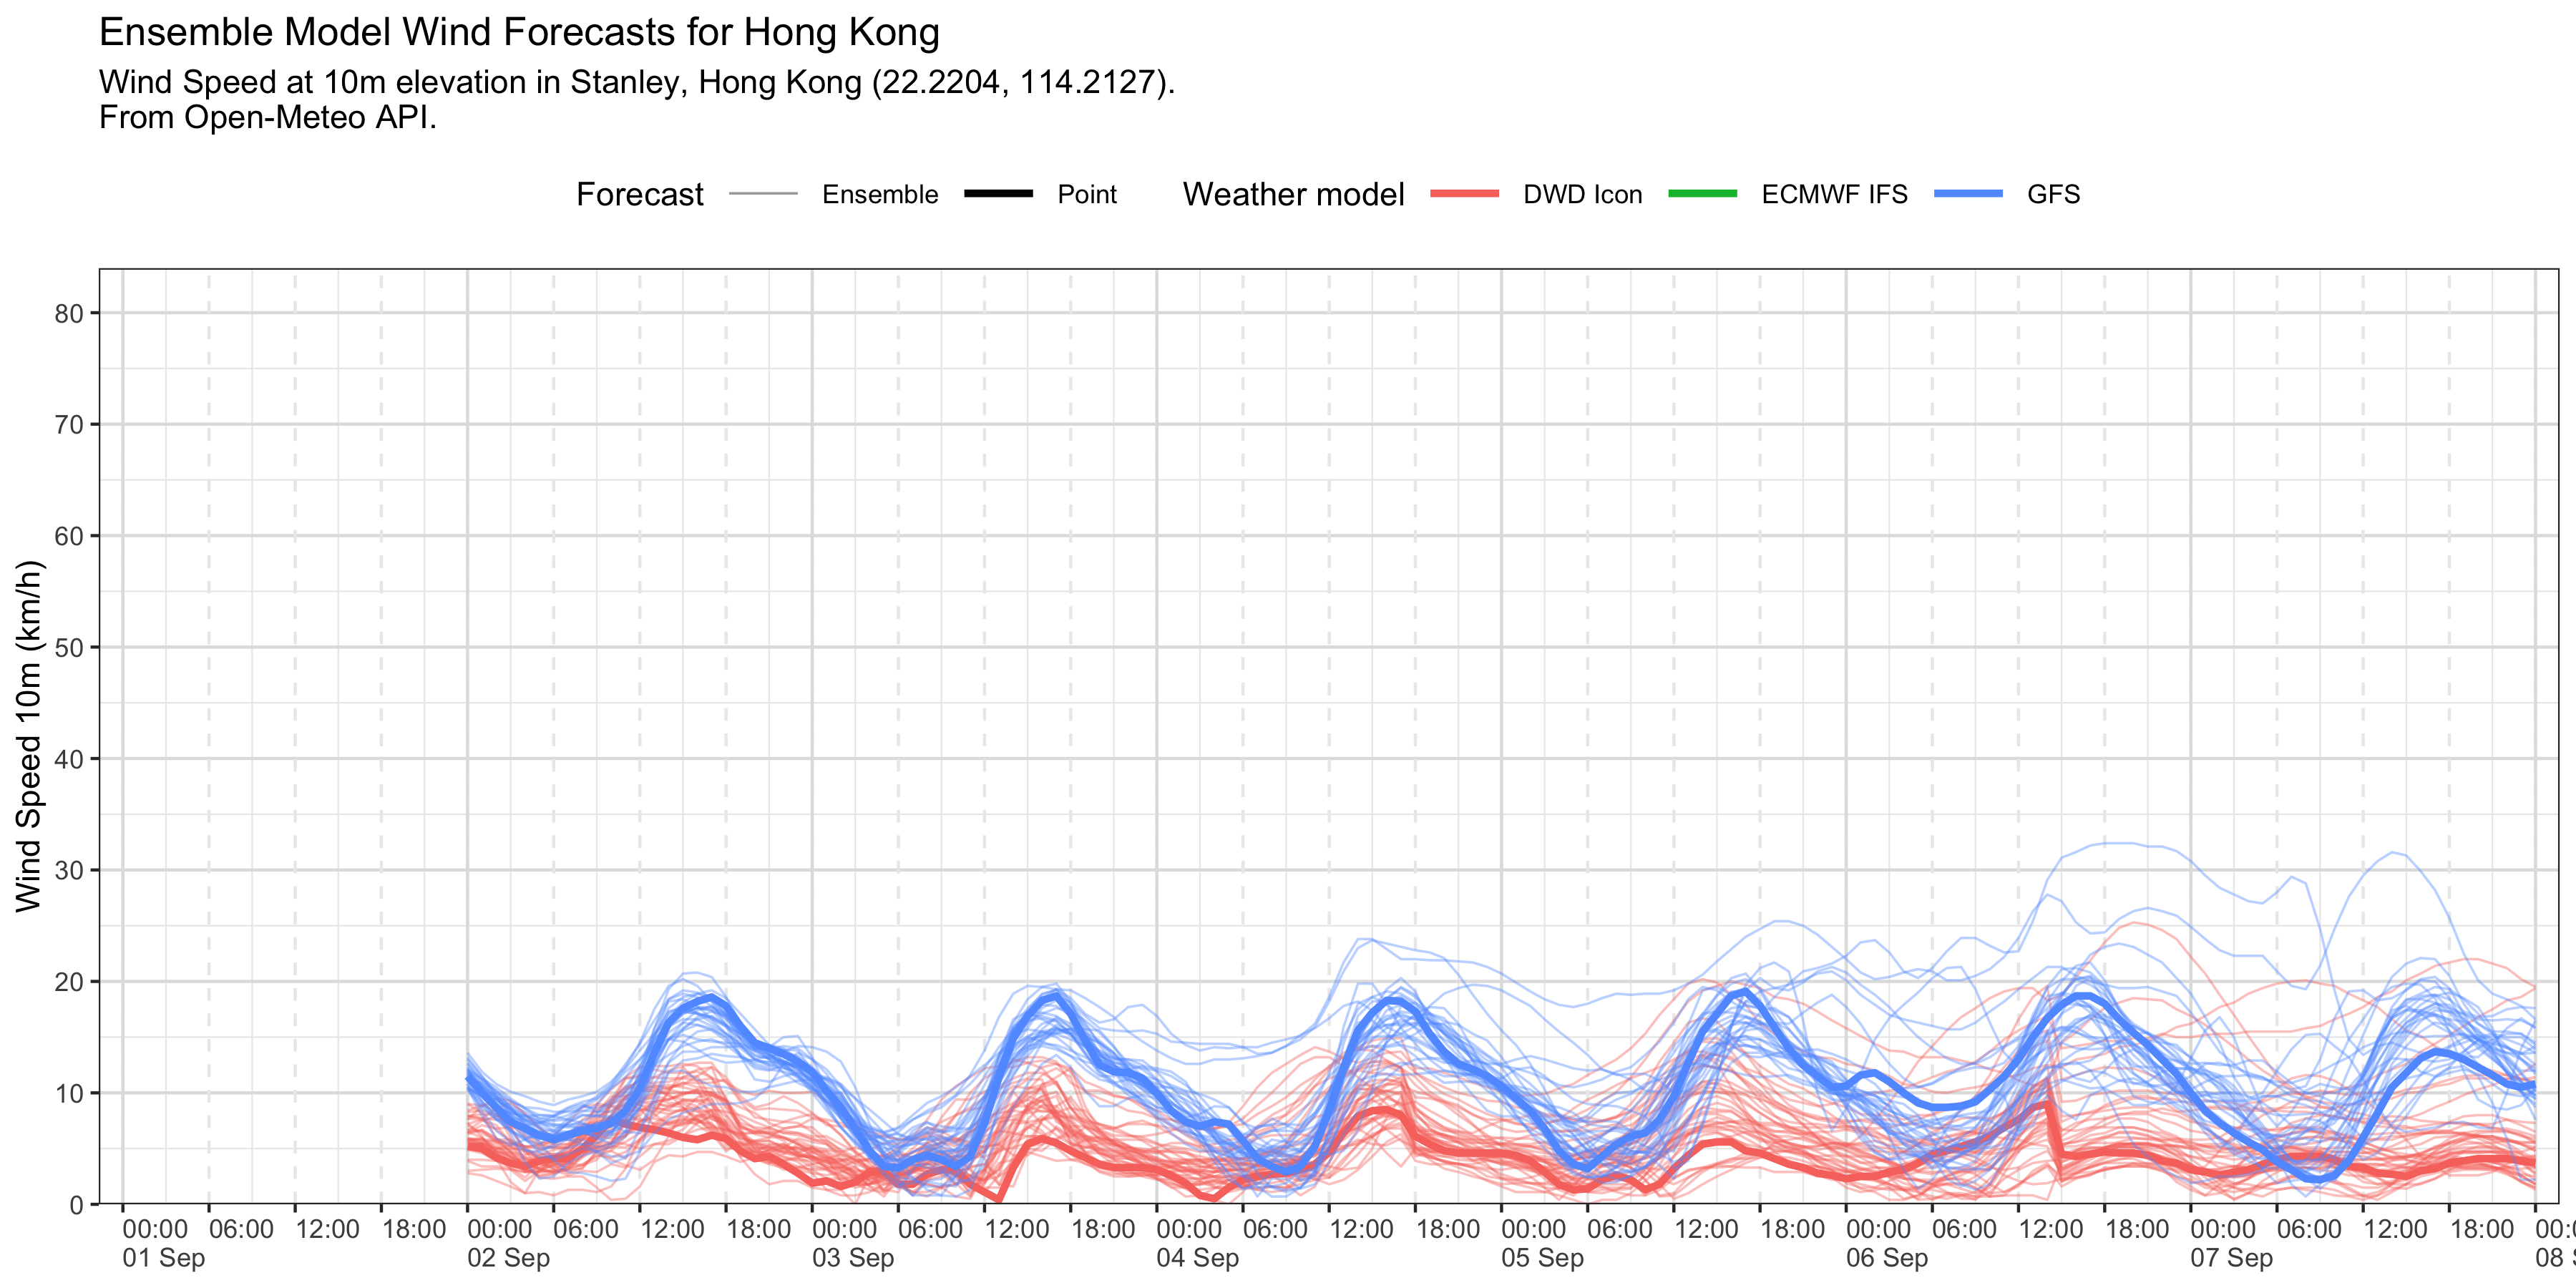 Ensemble Model Wind Forecasts for Hong Kong
Wind Speed at 10m elevation in Stanley, Hong Kong (22.2204, 114.2127).
From Open-Meteo API.
Forecast Ensemble Point Weather model DWD Icon ECMWF IFS GFS
Wind Speed 10m (km/h)
80
70
60
50
40
30
20
10
0
00:00 06:00 12:00 18:00 00:00 06:00 12:00 18:00 00:00 06:00 12:00 18:00 00:00 06:00 12:00 18:00 00:00 06:00 12:00 18:00 00:00 06:00 12:00 18:00 00:00 06:00 12:00 18:00 00:0
01 Sep 02 Sep 03 Sep 04 Sep 05 Sep 06 Sep 07 Sep 08 S